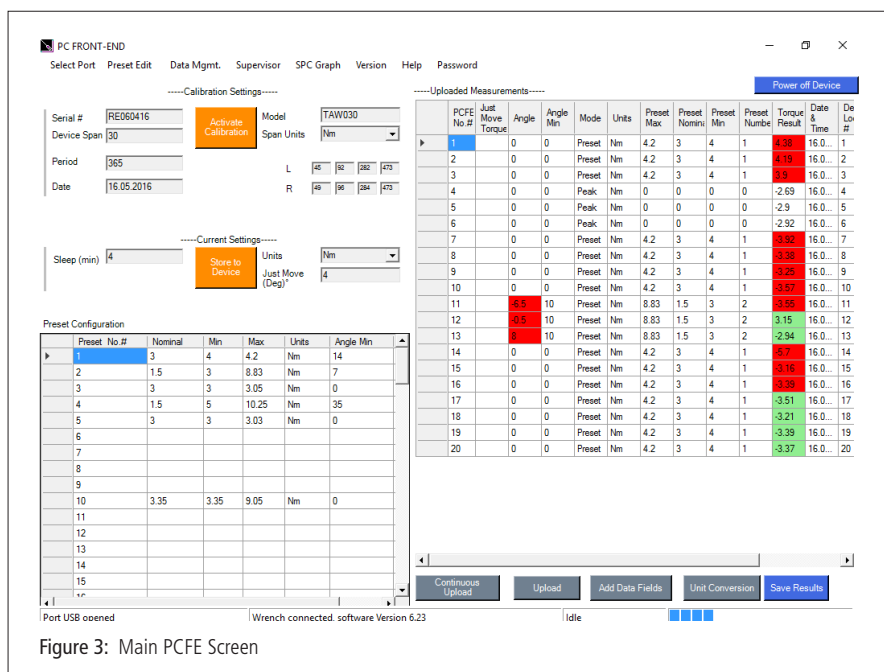 PC FRONT-END
Select Port Preset Edit Data Mgmt. Supervisor SPC Graph Version Help Password
-----Calibration Settings-----
Serial # RE060416
Device Span 30
Period 365
Date 16.05.2016
Activate Calibration
Model TAW030
Span Units Nm
L 45 92 282 473
R 49 96 284 473
-----Current Settings-----
Sleep (min) 4
Store to Device
Units Nm
Just Move (Deg)° 4
Preset Configuration
Preset No.# Nominal Min Max Units Angle Min
1 3 4 4.2 Nm 14
2 1.5 3 8.83 Nm 7
3 3 3 3.05 Nm 0
4 1.5 5 10.25 Nm 35
5 3 3 3.03 Nm 0
6
7
8
9
10 3.35 3.35 9.05 Nm 0
11
12
13
14
15
16
-----Uploaded Measurements-----
Power off Device
PCFE No.# Just Move Torque Angle Angle Min Mode Units Preset Max Preset Nomin Preset Min Preset Numbe Torque Result Date & Time De Loc #
1 0 0 Preset Nm 4.2 3 4 1 4.38 16.0... 1
2 0 0 Preset Nm 4.2 3 4 1 4.19 16.0... 2
3 0 0 Preset Nm 4.2 3 4 1 3.9 16.0... 3
4 0 0 Peak Nm 0 0 0 0 -2.69 16.0... 4
5 0 0 Peak Nm 0 0 0 0 -2.9 16.0... 5
6 0 0 Peak Nm 0 0 0 0 -2.92 16.0... 6
7 0 0 Preset Nm 4.2 3 4 1 -3.92 16.0... 7
8 0 0 Preset Nm 4.2 3 4 1 -3.38 16.0... 8
9 0 0 Preset Nm 4.2 3 4 1 -3.25 16.0... 9
10 0 0 Preset Nm 4.2 3 4 1 -3.57 16.0... 10
11 -6.5 10 Preset Nm 8.83 1.5 3 2 -3.55 16.0... 11
12 -0.5 10 Preset Nm 8.83 1.5 3 2 3.15 16.0... 12
13 8 10 Preset Nm 8.83 1.5 3 2 -2.94 16.0... 13
14 0 0 Preset Nm 4.2 3 4 1 -5.7 16.0... 14
15 0 0 Preset Nm 4.2 3 4 1 -3.16 16.0... 15
16 0 0 Preset Nm 4.2 3 4 1 -3.39 16.0... 16
17 0 0 Preset Nm 4.2 3 4 1 -3.51 16.0... 17
18 0 0 Preset Nm 4.2 3 4 1 -3.21 16.0... 18
19 0 0 Preset Nm 4.2 3 4 1 -3.39 16.0... 19
20 0 0 Preset Nm 4.2 3 4 1 -3.37 16.0... 20
Continuous Upload Upload Add Data Fields Unit Conversion Save Results
Port USB opened Wrench connected. software Version 6.23 Idle
Figure 3: Main PCFE Screen